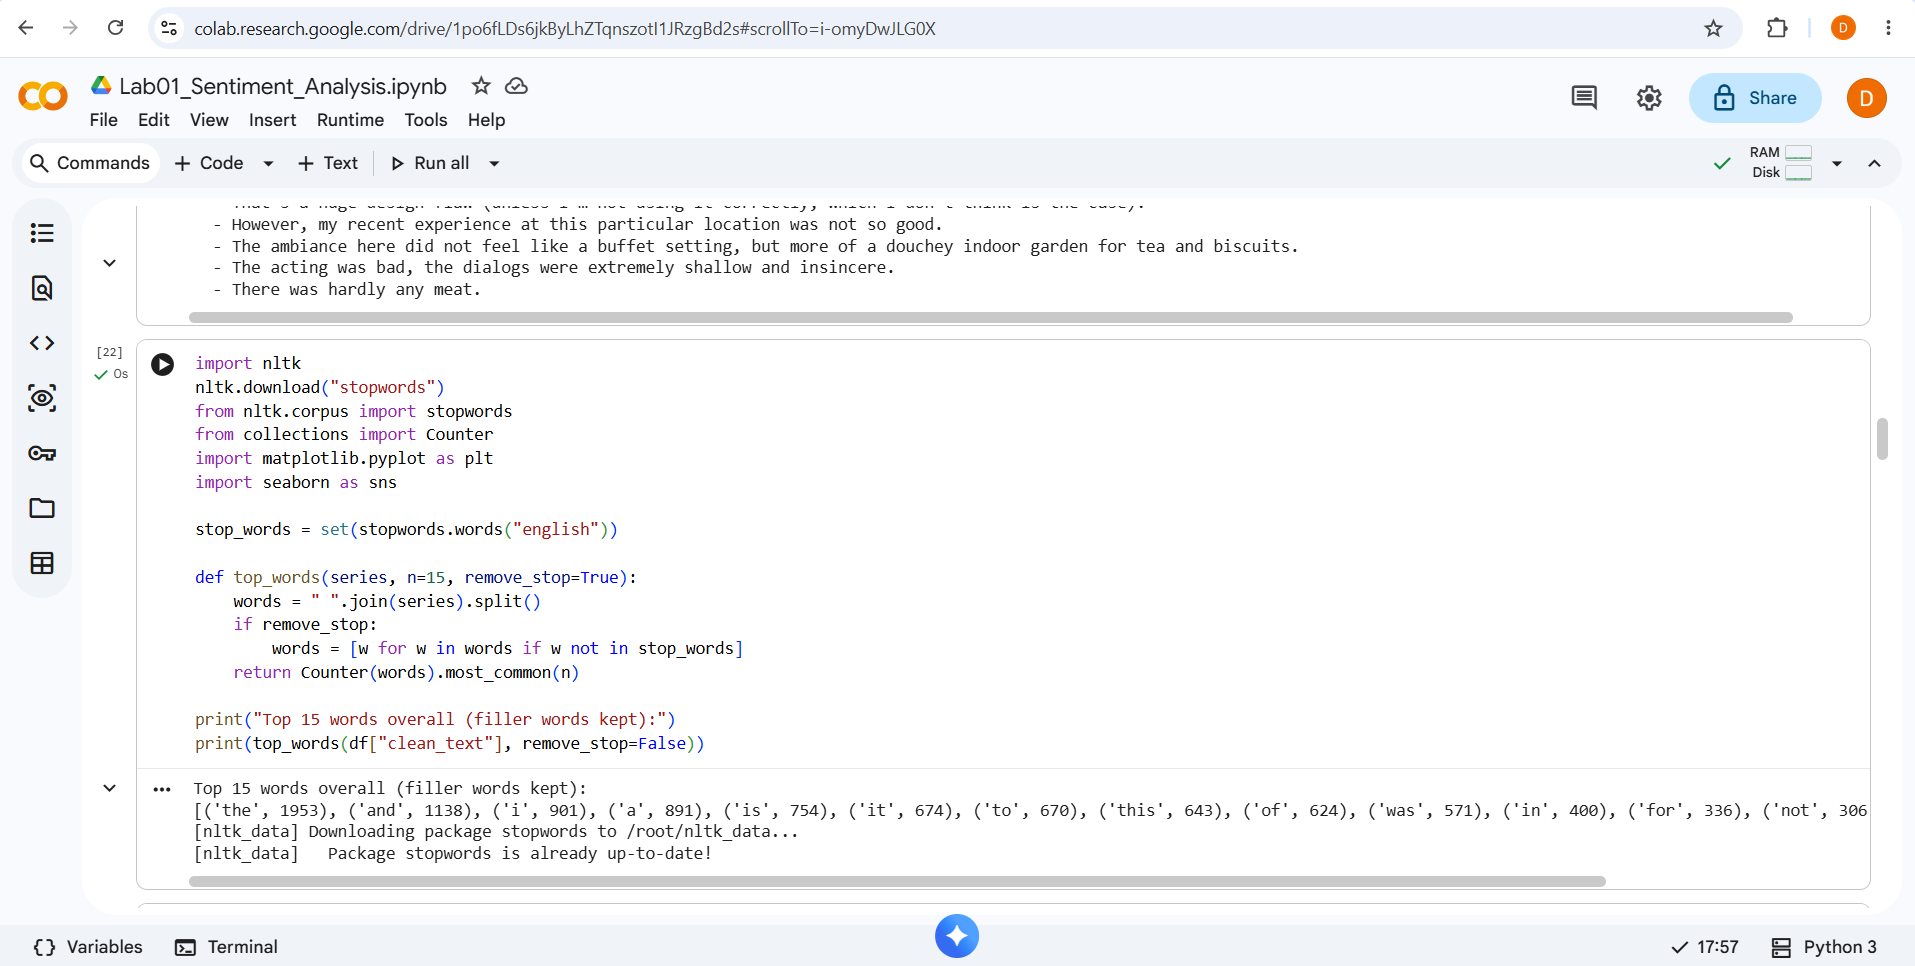 colab.research.google.com/drive/1po6fLDs6jkByLhZTqnszotI1JRzgBd2s#scrollTo=i-omyDwJLG0X
D
Lab01_Sentiment_Analysis.ipynb
File Edit View Insert Runtime Tools Help
Share
D
Commands + Code + Text Run all
RAM
Disk
- However, my recent experience at this particular location was not so good.
- The ambiance here did not feel like a buffet setting, but more of a douchey indoor garden for tea and biscuits.
- The acting was bad, the dialogs were extremely shallow and insincere.
- There was hardly any meat.
[22]
0s
import nltk
nltk.download("stopwords")
from nltk.corpus import stopwords
from collections import Counter
import matplotlib.pyplot as plt
import seaborn as sns
stop_words = set(stopwords.words("english"))
def top_words(series, n=15, remove_stop=True):
    words = " ".join(series).split()
    if remove_stop:
        words = [w for w in words if w not in stop_words]
    return Counter(words).most_common(n)
print("Top 15 words overall (filler words kept):")
print(top_words(df["clean_text"], remove_stop=False))
Top 15 words overall (filler words kept):
[('the', 1953), ('and', 1138), ('i', 901), ('a', 891), ('is', 754), ('it', 674), ('to', 670), ('this', 643), ('of', 624), ('was', 571), ('in', 400), ('for', 336), ('not', 306
[nltk_data] Downloading package stopwords to /root/nltk_data...
[nltk_data]   Package stopwords is already up-to-date!
Variables Terminal
17:57 Python 3